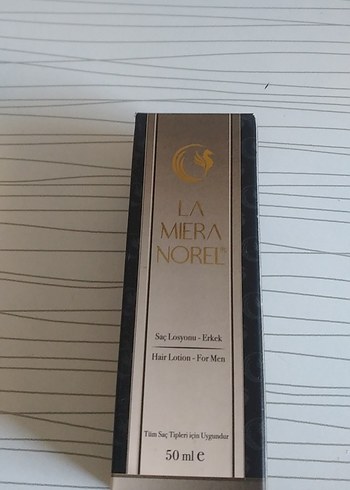 LA
MIERA
NOREL
Saç Losyonu - Erkek
Hair Lotion - For Men
Tüm Saç Tipleri için Uygundur
50 ml e